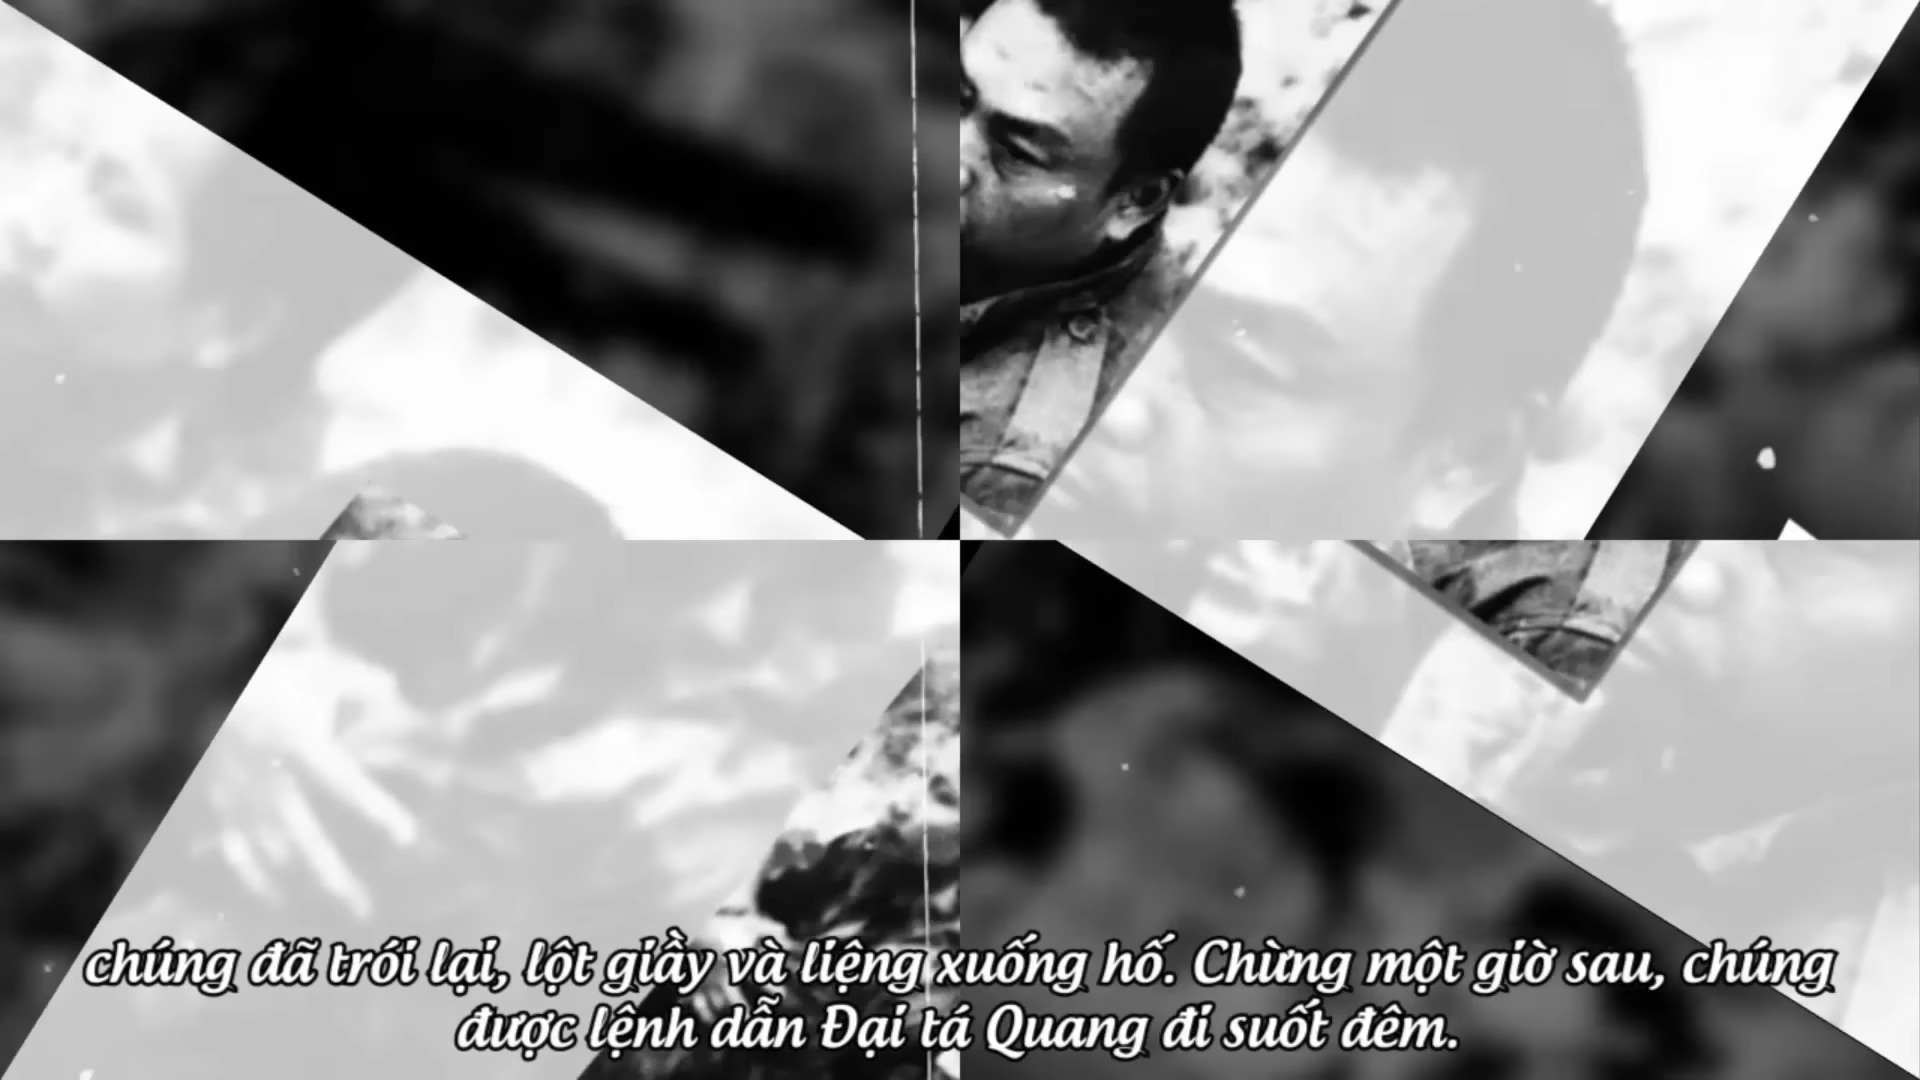 chúng đã trói lại, lột giầy và liệng xuống hố. Chừng một giờ sau, chúng
được lệnh dẫn Đại tá Quang đi suốt đêm.